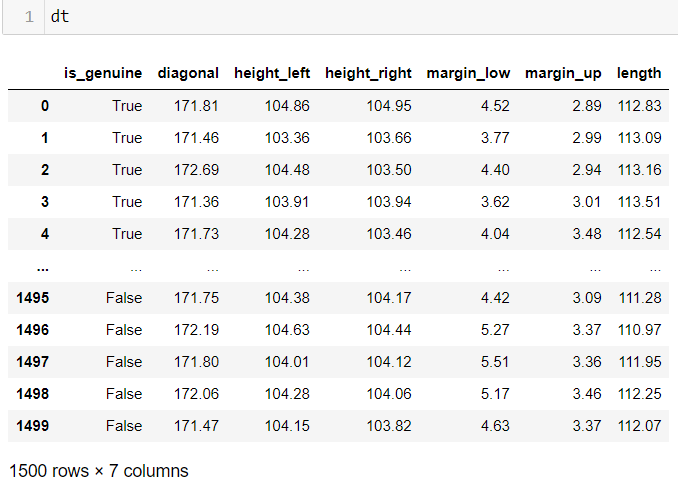 1 dt
is_genuine diagonal height_left height_right margin_low margin_up length
0 True 171.81 104.86 104.95 4.52 2.89 112.83
1 True 171.46 103.36 103.66 3.77 2.99 113.09
2 True 172.69 104.48 103.50 4.40 2.94 113.16
3 True 171.36 103.91 103.94 3.62 3.01 113.51
4 True 171.73 104.28 103.46 4.04 3.48 112.54
... ... ... ... ... ... ... ...
1495 False 171.75 104.38 104.17 4.42 3.09 111.28
1496 False 172.19 104.63 104.44 5.27 3.37 110.97
1497 False 171.80 104.01 104.12 5.51 3.36 111.95
1498 False 172.06 104.28 104.06 5.17 3.46 112.25
1499 False 171.47 104.15 103.82 4.63 3.37 112.07
1500 rows × 7 columns